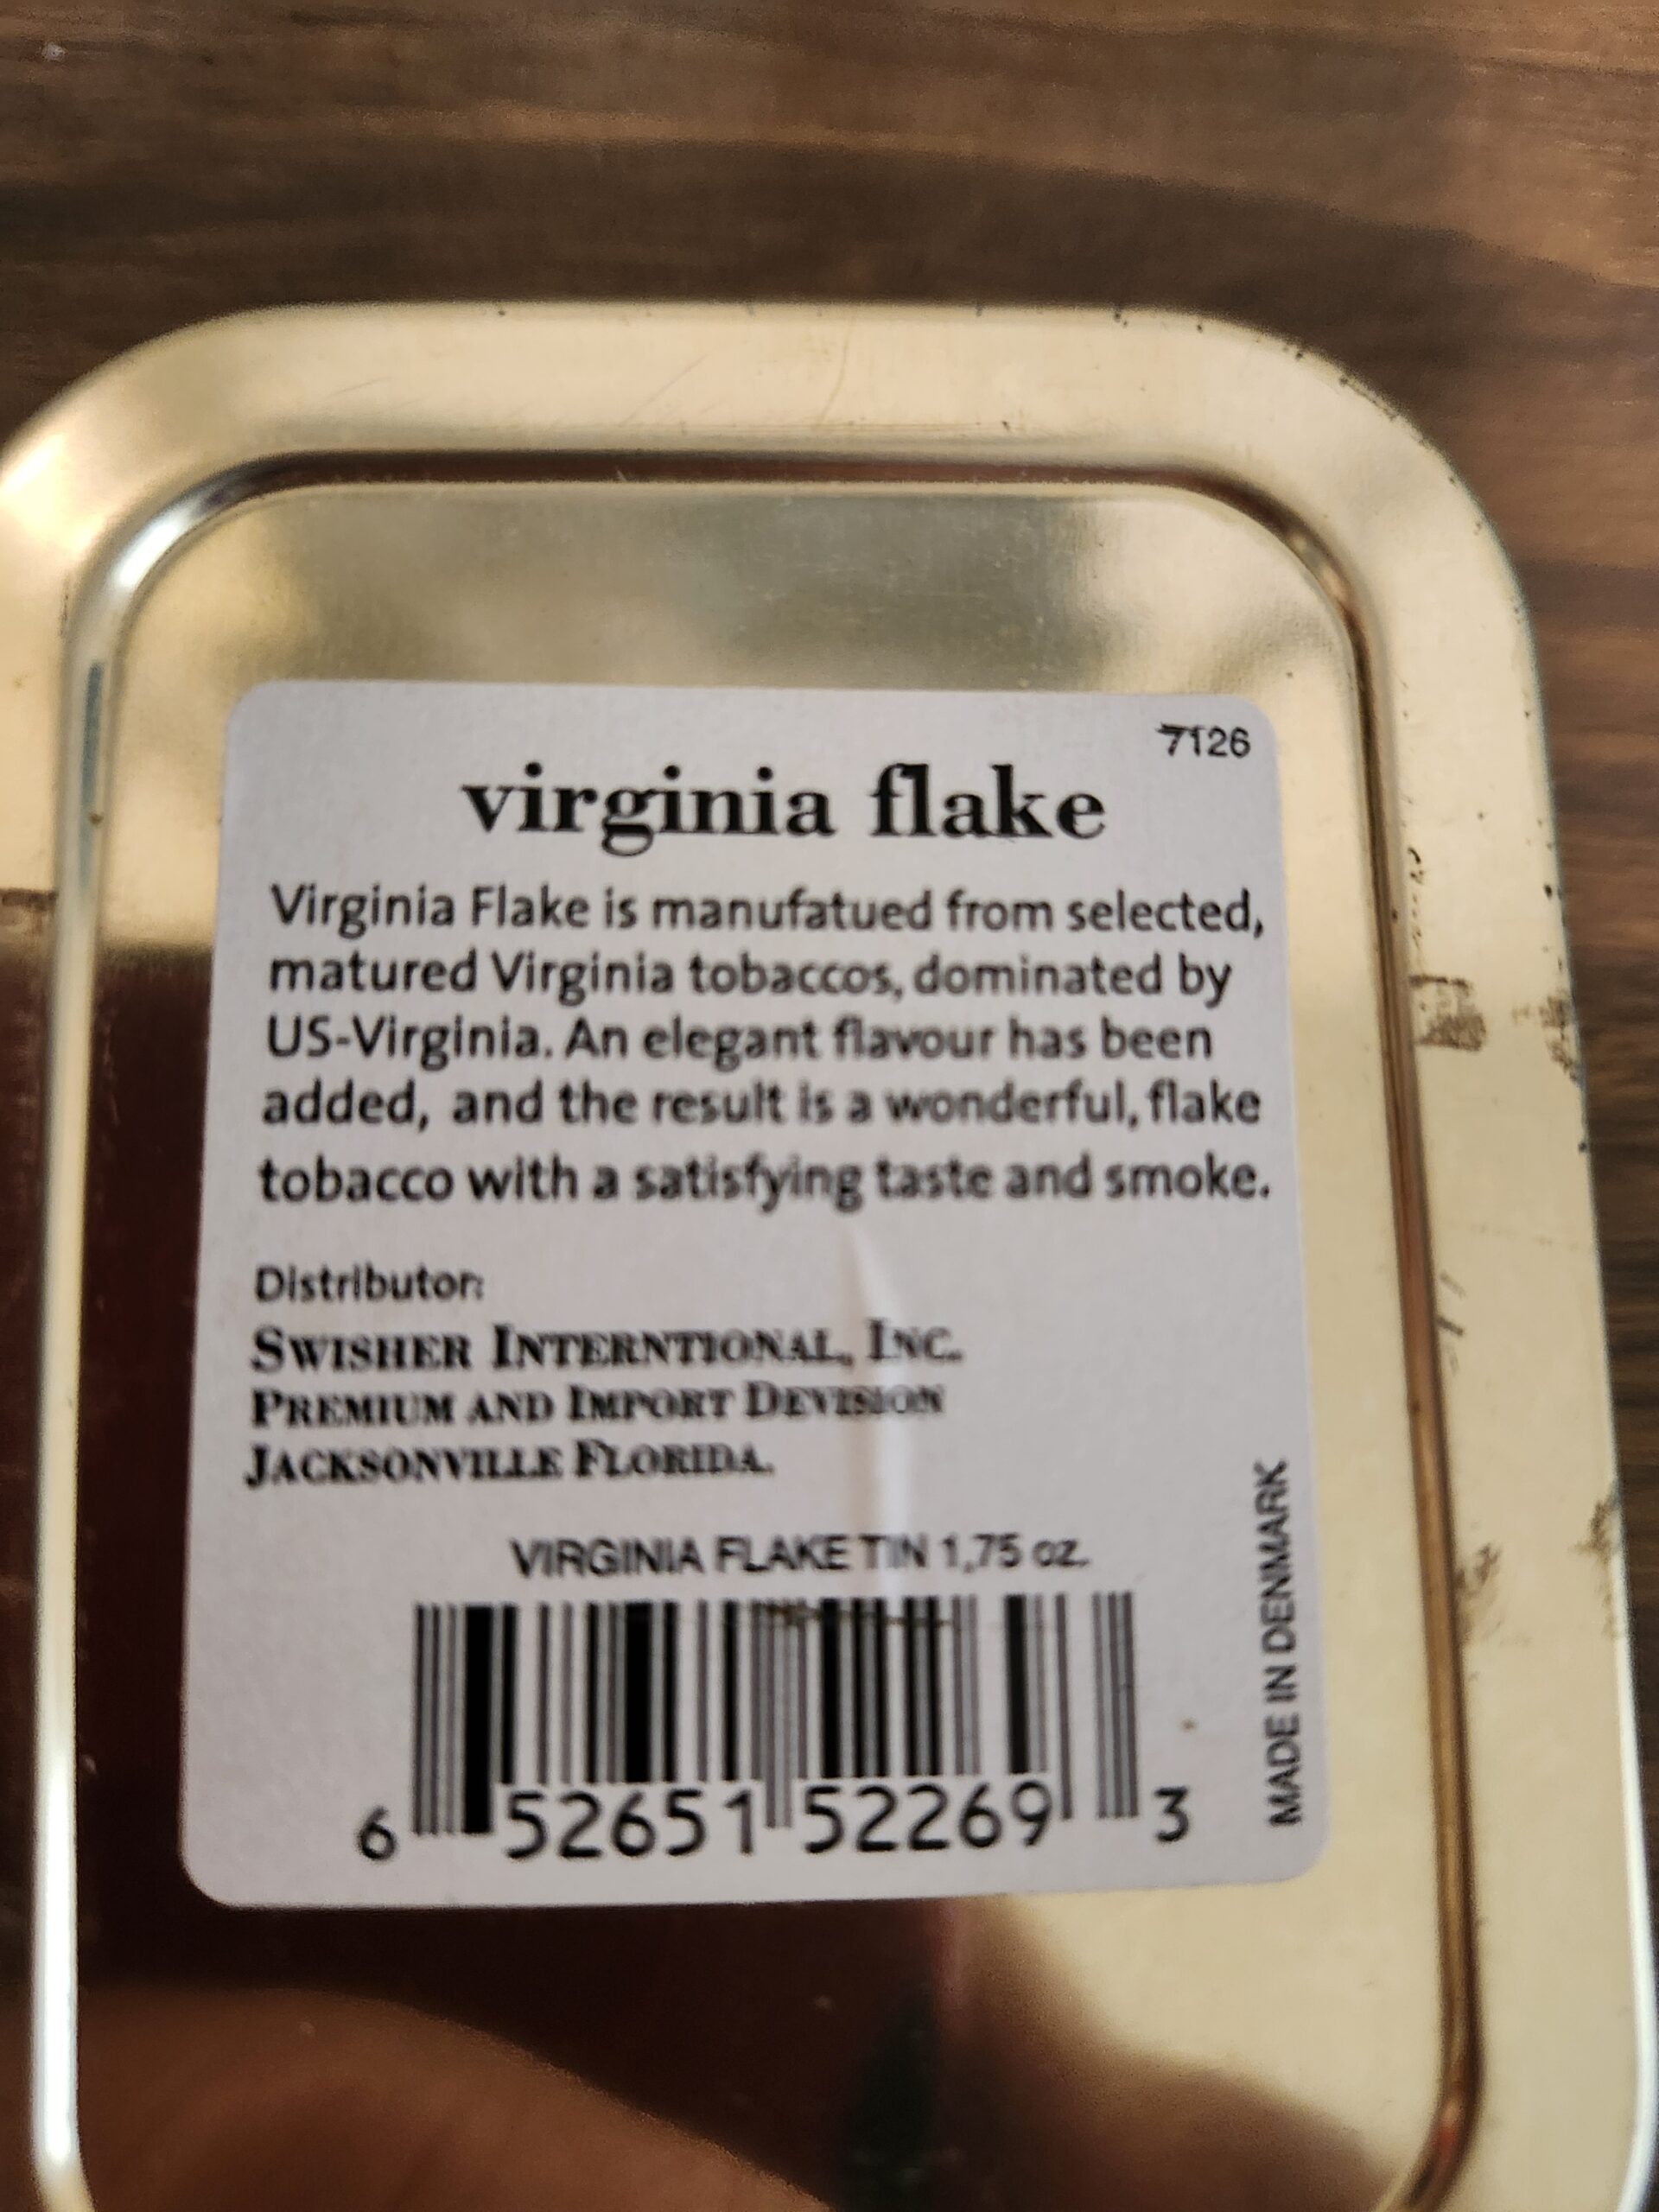 7126
virginia flake
Virginia Flake is manufatued from selected,
matured Virginia tobaccos, dominated by
US-Virginia. An elegant flavour has been
added, and the result is a wonderful, flake
tobacco with a satisfying taste and smoke.
Distributor:
SWISHER INTERNTIONAL, INC.
PREMIUM AND IMPORT DEVISION
JACKSONVILLE FLORIDA.
VIRGINIA FLAKE TIN 1,75 oz.
6 52651 52269 3
MADE IN DENMARK